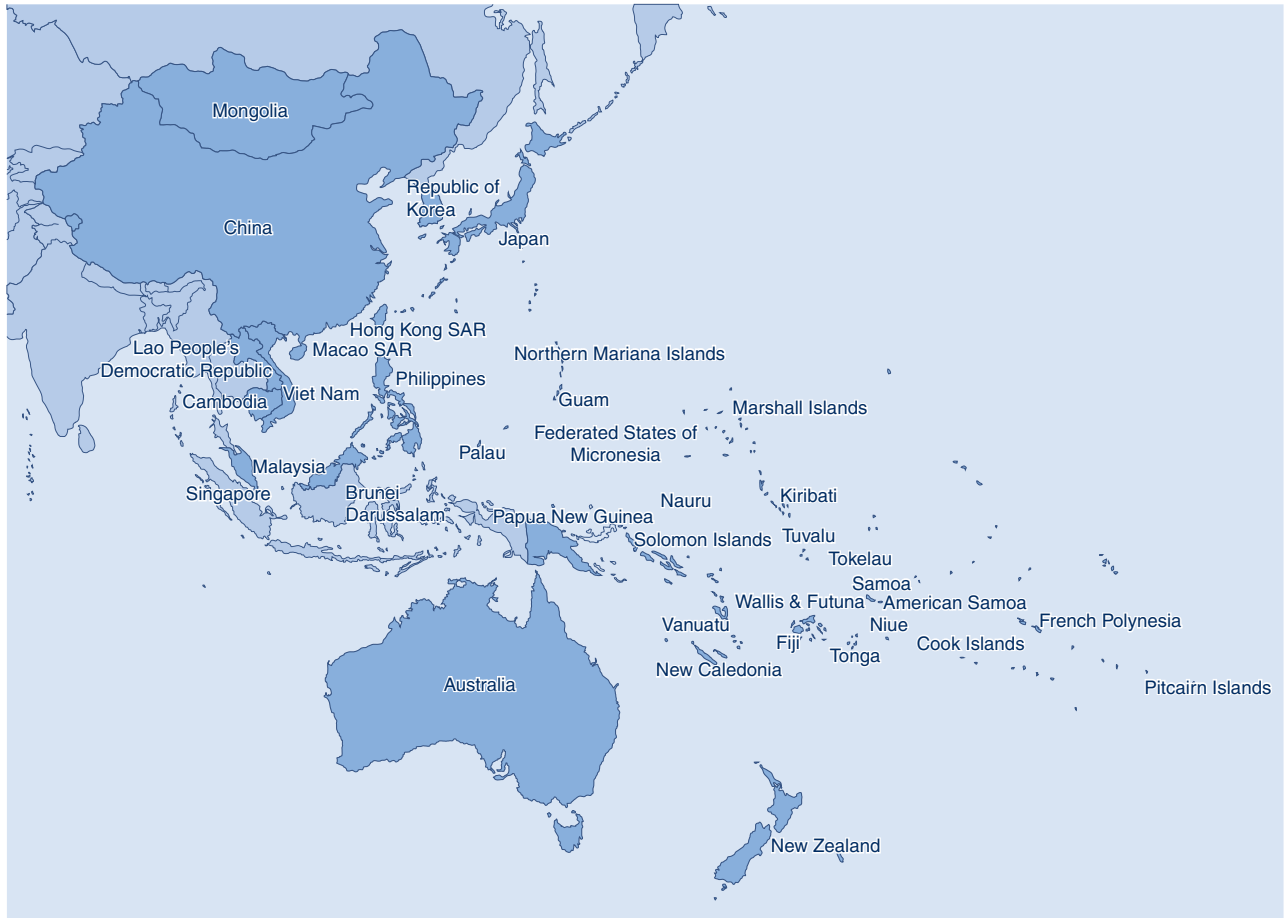 Mongolia
Republic of
Korea
China
Japan
Hong Kong SAR
Lao People's
Macao SAR
Northern Mariana Islands
Democratic Republic
Philippines
Viet Nam
Cambodia
Guam
Marshall Islands
Federated States of
Micronesia
Palau
Malaysia
Singapore
Brunei
Darussalam
Nauru
Kiribati
Papua New Guinea
Solomon Islands
Tuvalu
Tokelau
Samoa
Wallis & Futuna
American Samoa
French Polynesia
Vanuatu
Niue
Fiji
Cook Islands
Tonga
New Caledonia
Australia
Pitcairn Islands
New Zealand